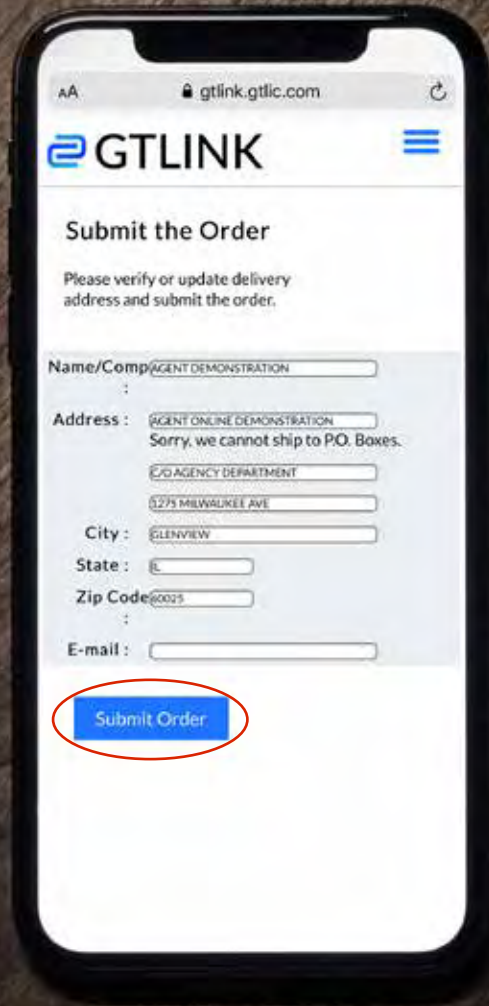 AA gtlink.gtlic.com
GTLINK
Submit the Order
Please verify or update delivery
address and submit the order.
Name/Comp AGENT DEMONSTRATION
:
Address : AGENT ONLINE DEMONSTRATION
Sorry, we cannot ship to P.O. Boxes.
C/O AGENCY DEPARTMENT
1275 MILWAUKEE AVE
City : GLENVIEW
State : IL
Zip Code 60025
:
E-mail :
Submit Order